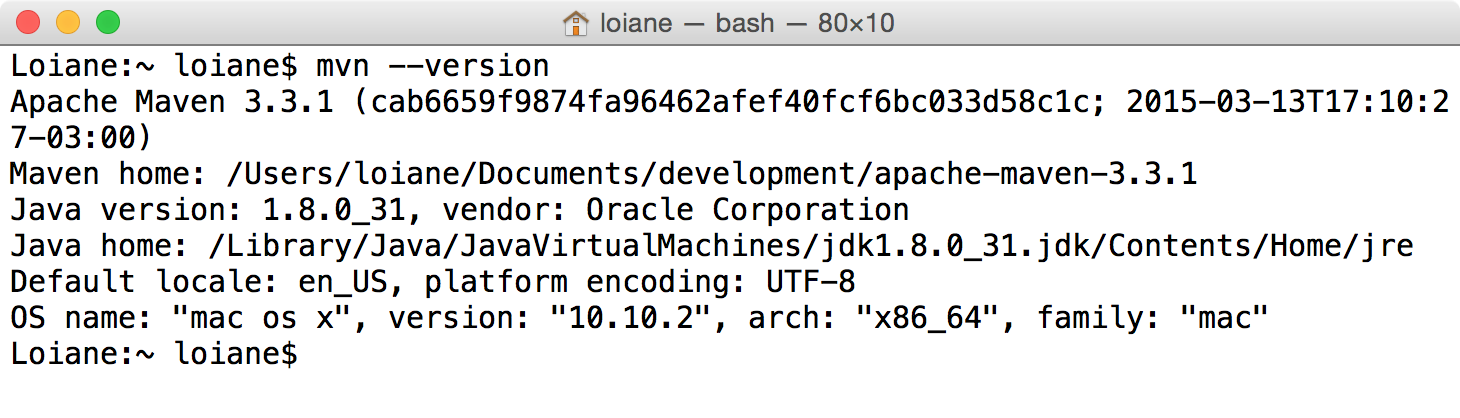 loiane — bash — 80×10
Loiane:~ loiane$ mvn --version
Apache Maven 3.3.1 (cab6659f9874fa96462afef40fcf6bc033d58c1c; 2015-03-13T17:10:2
7-03:00)
Maven home: /Users/loiane/Documents/development/apache-maven-3.3.1
Java version: 1.8.0_31, vendor: Oracle Corporation
Java home: /Library/Java/JavaVirtualMachines/jdk1.8.0_31.jdk/Contents/Home/jre
Default locale: en_US, platform encoding: UTF-8
OS name: "mac os x", version: "10.10.2", arch: "x86_64", family: "mac"
Loiane:~ loiane$